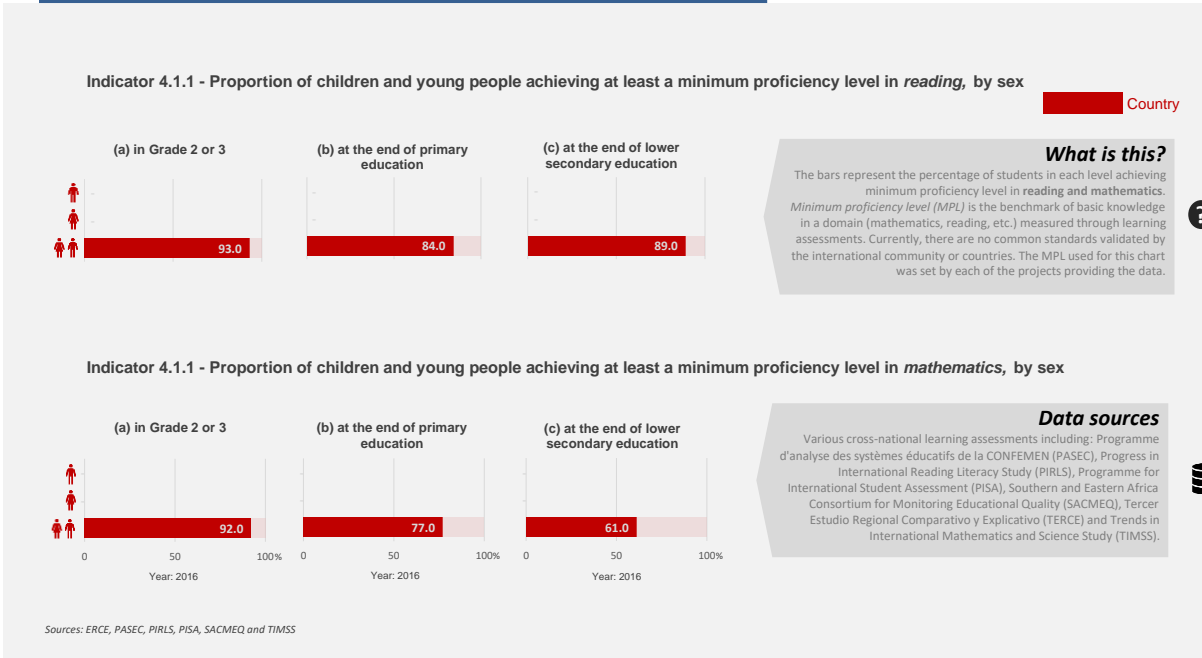 Indicator 4.1.1 - Proportion of children and young people achieving at least a minimum proficiency level in reading, by sex
Country
(a) in Grade 2 or 3
(b) at the end of primary
education
(c) at the end of lower
secondary education
-
-
-
-
-
-
93.0
84.0
89.0
What is this?
The bars represent the percentage of students in each level achieving
minimum proficiency level in reading and mathematics.
Minimum proficiency level (MPL) is the benchmark of basic knowledge
in a domain (mathematics, reading, etc.) measured through learning
assessments. Currently, there are no common standards validated by
the international community or countries. The MPL used for this chart
was set by each of the projects providing the data.
?
Indicator 4.1.1 - Proportion of children and young people achieving at least a minimum proficiency level in mathematics, by sex
(a) in Grade 2 or 3
(b) at the end of primary
education
(c) at the end of lower
secondary education
-
-
-
-
-
-
92.0
77.0
61.0
0 50 100%
0 50 100%
0 50 100%
Year: 2016
Year: 2016
Year: 2016
Data sources
Various cross-national learning assessments including: Programme
d'analyse des systèmes éducatifs de la CONFEMEN (PASEC), Progress in
International Reading Literacy Study (PIRLS), Programme for
International Student Assessment (PISA), Southern and Eastern Africa
Consortium for Monitoring Educational Quality (SACMEQ), Tercer
Estudio Regional Comparativo y Explicativo (TERCE) and Trends in
International Mathematics and Science Study (TIMSS).
Sources: ERCE, PASEC, PIRLS, PISA, SACMEQ and TIMSS